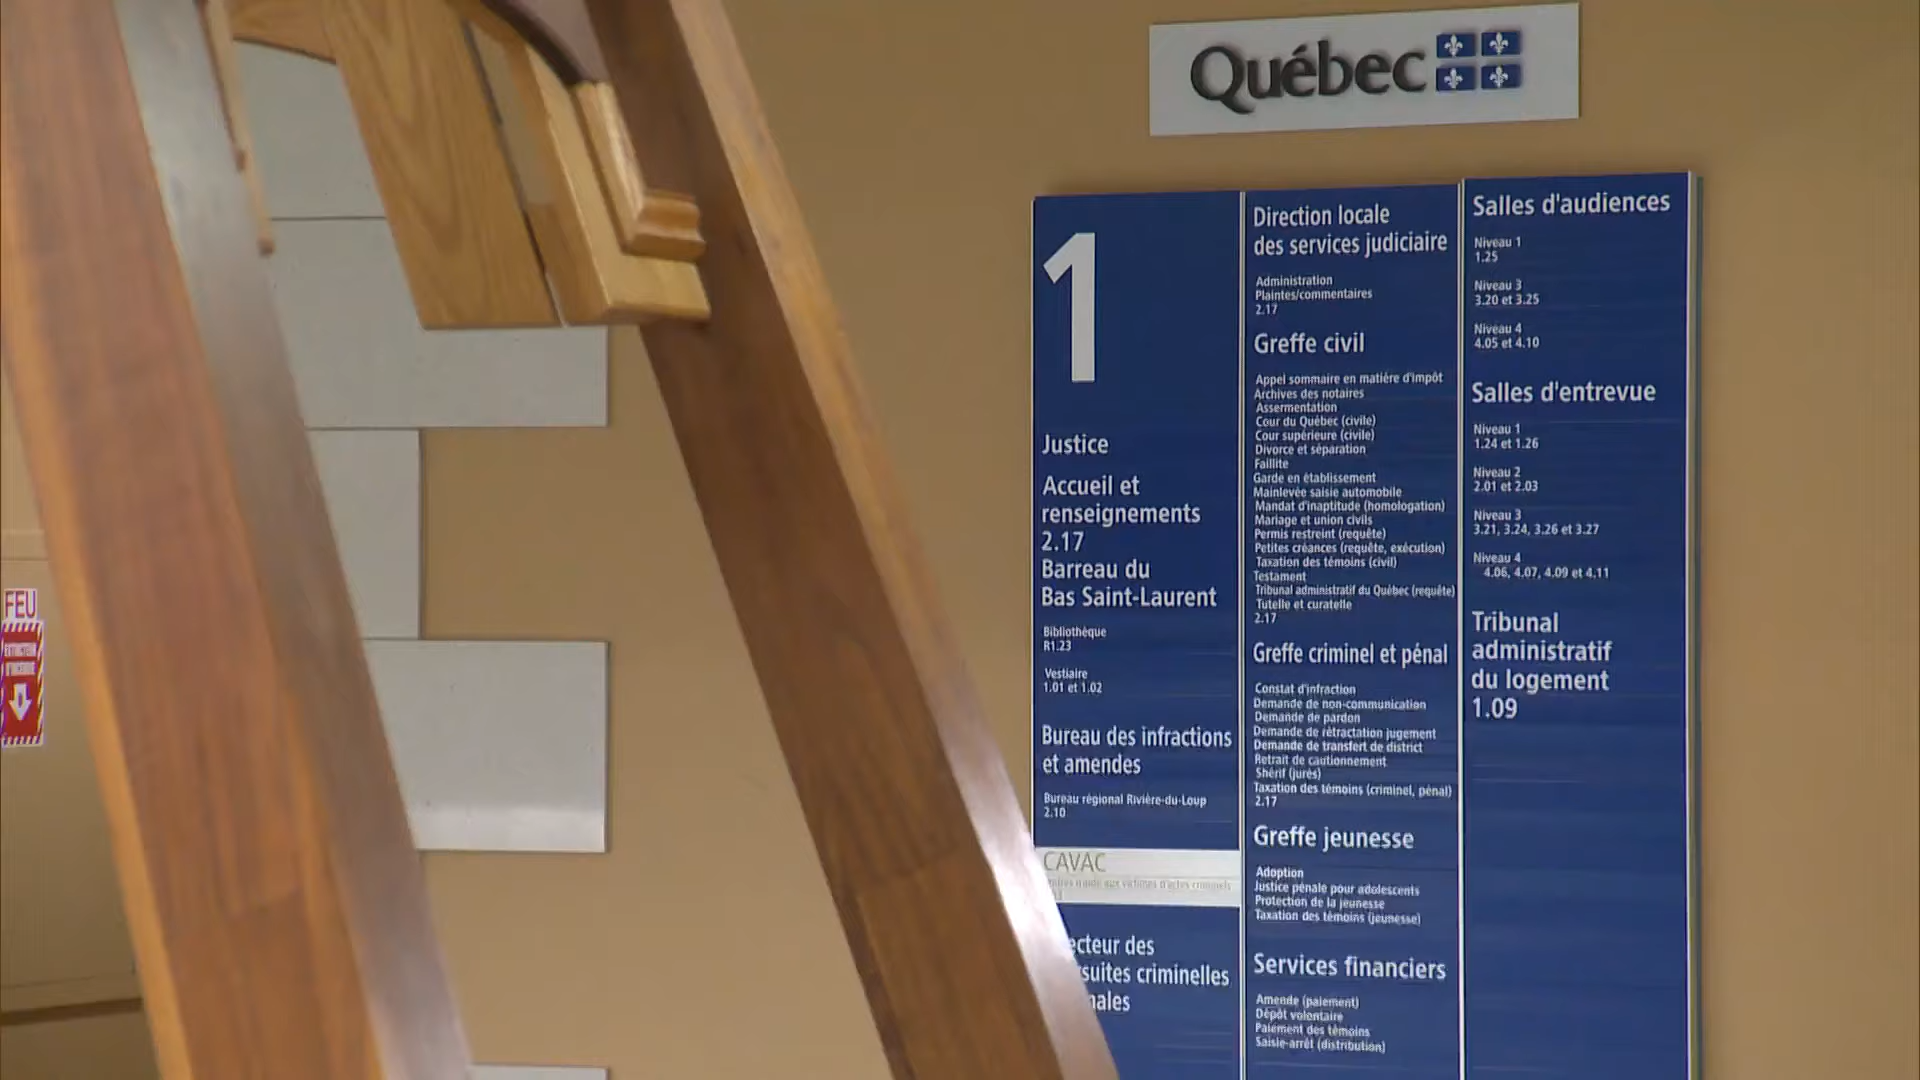 Québec
1
Justice
Accueil et
renseignements
2.17
Barreau du
Bas Saint-Laurent
Bibliothèque
R1.23
Vestiaire
1.01 et 1.02
Bureau des infractions
et amendes
Bureau régional Rivière-du-Loup
2.10
CAVAC
d'aide aux victimes d'actes criminels
des
criminelles
Direction locale
des services judiciaire
Administration
Plaintes/commentaires
2.17
Greffe civil
Appel sommaire en matière d'impôt
Archives des notaires
Assermentation
Cour du Québec (civile)
Cour supérieure (civile)
Divorce et séparation
Faillite
Garde en établissement
Mainlevée saisie automobile
Mandat d'inaptitude (homologation)
Mariage et union civils
Permis restreint (requête)
Petites créances (requête, exécution)
Taxation des témoins (civil)
Testament
Tribunal administratif du Québec (requête)
Tutelle et curatelle
2.17
Greffe criminel et pénal
Constat d'infraction
Demande de non-communication
Demande de pardon
Demande de rétractation jugement
Demande de transfert de district
Retrait de cautionnement
Shérif (jurés)
Taxation des témoins (criminel, pénal)
2.17
Greffe jeunesse
Adoption
Justice pénale pour adolescents
Protection de la jeunesse
Taxation des témoins (jeunesse)
Services financiers
Amende (paiement)
Dépôt volontaire
Paiement des témoins
Saisie-arrêt (distribution)
Salles d'audiences
Niveau 1
1.25
Niveau 3
3.20 et 3.25
Niveau 4
4.05 et 4.10
Salles d'entrevue
Niveau 1
1.24 et 1.26
Niveau 2
2.01 et 2.03
Niveau 3
3.21, 3.24, 3.26 et 3.27
Niveau 4
4.06, 4.07, 4.09 et 4.11
Tribunal
administratif
du logement
1.09
FEU